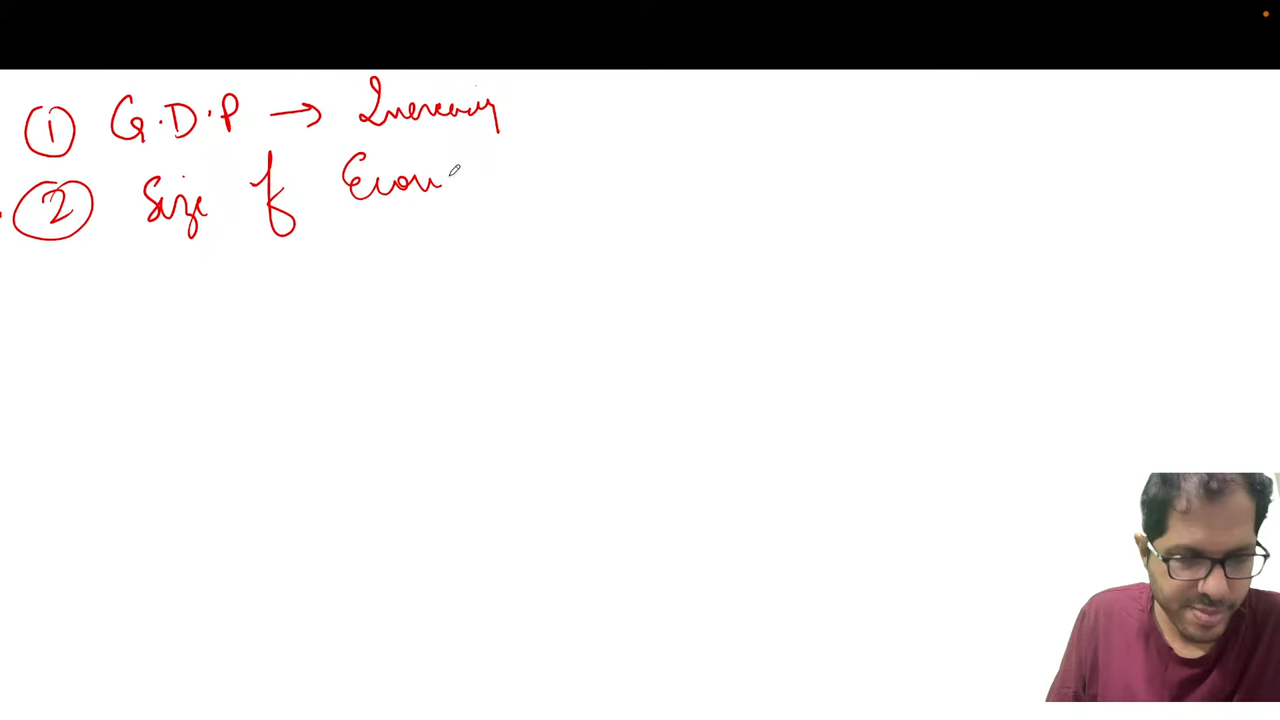 ① G.D.P → Increasing
② Size of Econ